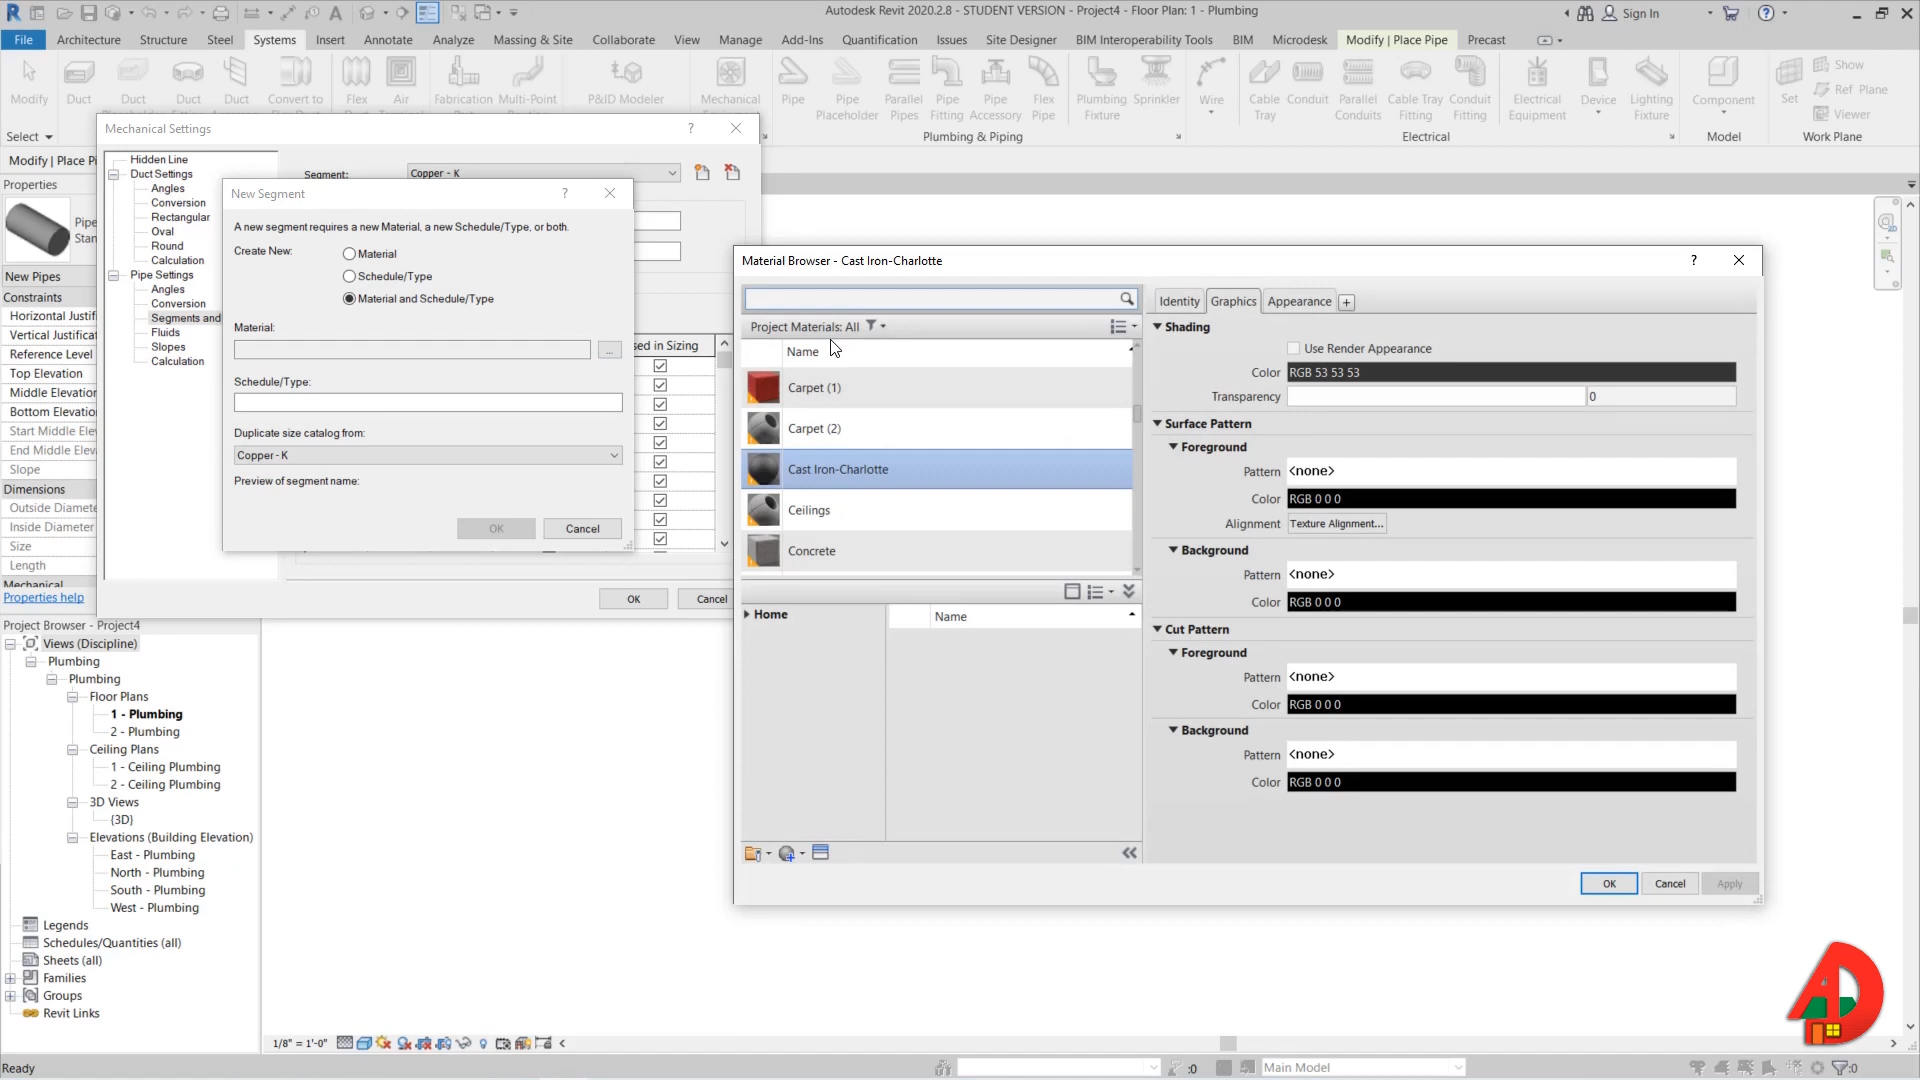 Autodesk Revit 2020.2.8 - STUDENT VERSION - Project4 - Floor Plan: 1 - Plumbing
Sign In
File Architecture Structure Steel Systems Insert Annotate Analyze Massing & Site Collaborate View Manage Add-Ins Quantification Issues Site Designer BIM Interoperability Tools BIM Microdesk Modify | Place Pipe Precast
Modify Duct Duct Duct Duct Convert to Flex Air Fabrication Multi-Point P&ID Modeler Mechanical Pipe Pipe Parallel Pipe Pipe Flex Plumbing Sprinkler Wire Cable Conduit Parallel Cable Tray Conduit Electrical Device Lighting Component Set Show
Placeholder Pipes Fitting Accessory Pipe Fixture Tray Conduits Fitting Fitting Equipment Fixture Ref Plane
Viewer
Select Plumbing & Piping Electrical Model Work Plane
Modify | Place Pi
Properties
Pipe
Stan
New Pipes
Constraints
Horizontal Justifi
Vertical Justificat
Reference Level
Top Elevation
Middle Elevatio
Bottom Elevatio
Start Middle Elev
End Middle Elev
Slope
Dimensions
Outside Diamete
Inside Diameter
Size
Length
Mechanical
Properties help
Mechanical Settings
?
Hidden Line
Duct Settings
Angles
Conversion
Rectangular
Oval
Round
Calculation
Pipe Settings
Angles
Conversion
Segments and
Fluids
Slopes
Calculation
Segment: Copper - K
sed in Sizing
OK Cancel
New Segment
?
A new segment requires a new Material, a new Schedule/Type, or both.
Create New:
Material
Schedule/Type
Material and Schedule/Type
Material:
...
Schedule/Type:
Duplicate size catalog from:
Copper - K
Preview of segment name:
OK Cancel
Material Browser - Cast Iron-Charlotte
?
Project Materials: All
Name
Carpet (1)
Carpet (2)
Cast Iron-Charlotte
Ceilings
Concrete
Home
Name
Identity Graphics Appearance +
Shading
Use Render Appearance
Color RGB 53 53 53
Transparency 0
Surface Pattern
Foreground
Pattern <none>
Color RGB 0 0 0
Alignment Texture Alignment...
Background
Pattern <none>
Color RGB 0 0 0
Cut Pattern
Foreground
Pattern <none>
Color RGB 0 0 0
Background
Pattern <none>
Color RGB 0 0 0
OK Cancel Apply
Project Browser - Project4
Views (Discipline)
Plumbing
Plumbing
Floor Plans
1 - Plumbing
2 - Plumbing
Ceiling Plans
1 - Ceiling Plumbing
2 - Ceiling Plumbing
3D Views
{3D}
Elevations (Building Elevation)
East - Plumbing
North - Plumbing
South - Plumbing
West - Plumbing
Legends
Schedules/Quantities (all)
Sheets (all)
Families
Groups
Revit Links
1/8" = 1'-0"
Ready
:0
Main Model
:0
AD